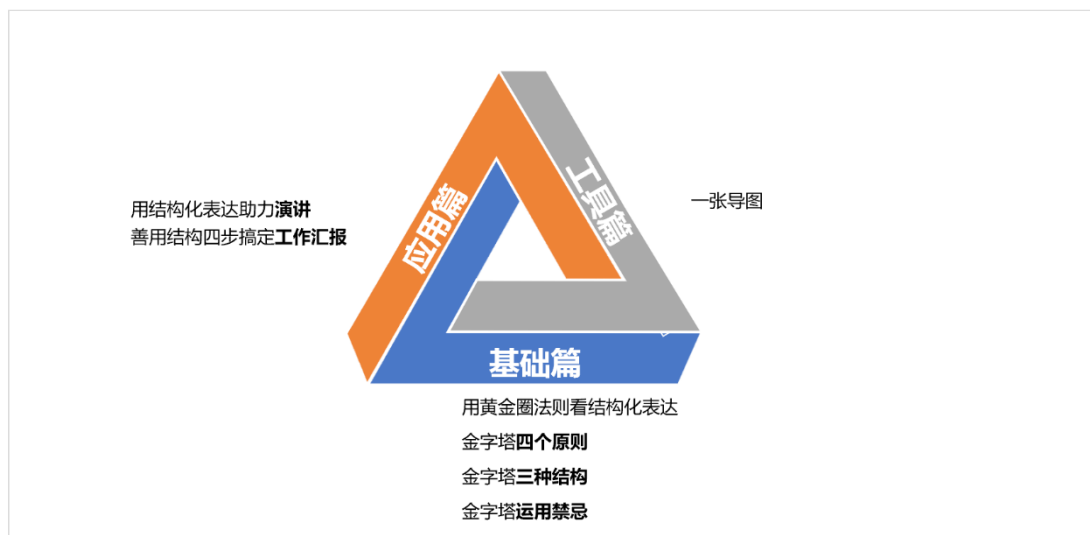 应用篇
用结构化表达助力演讲
善用结构四步搞定工作汇报
工具篇
一张导图
基础篇
用黄金圈法则看结构化表达
金字塔四个原则
金字塔三种结构
金字塔运用禁忌